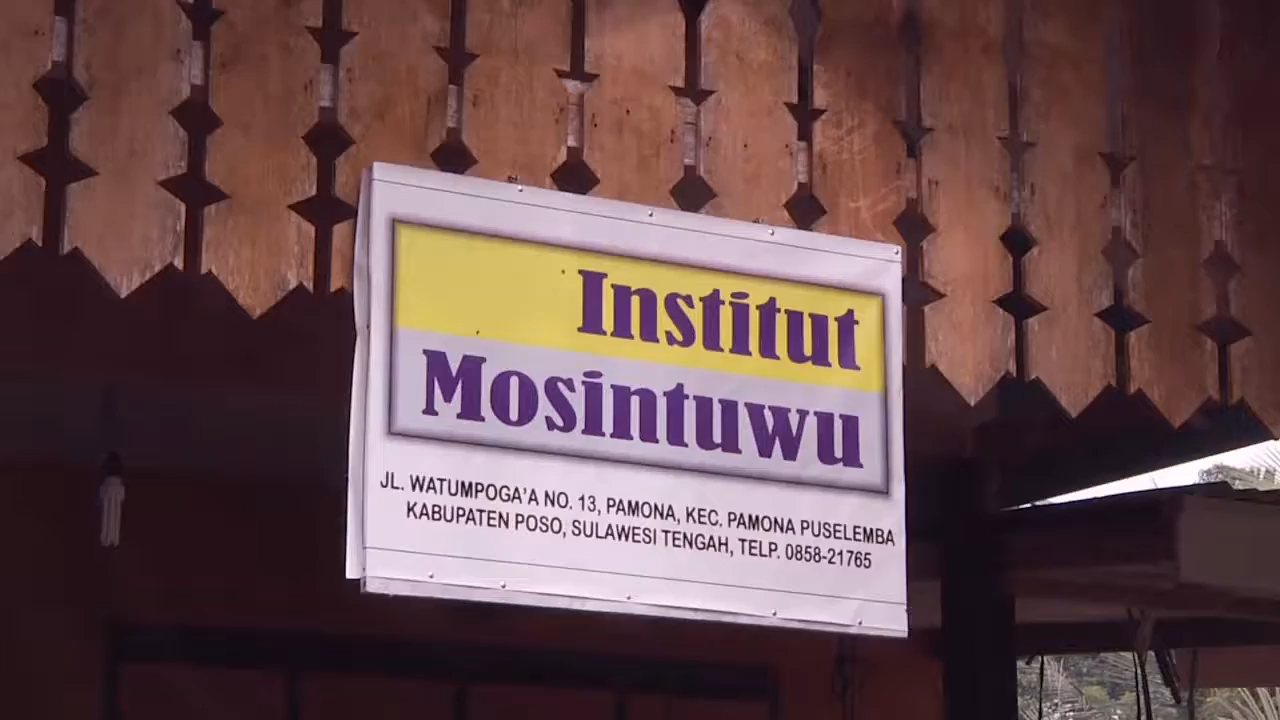 Institut
Mosintuwu
JL. WATUMPOGA'A NO. 13, PAMONA, KEC. PAMONA PUSELEMBA
KABUPATEN POSO, SULAWESI TENGAH, TELP. 0858-21765